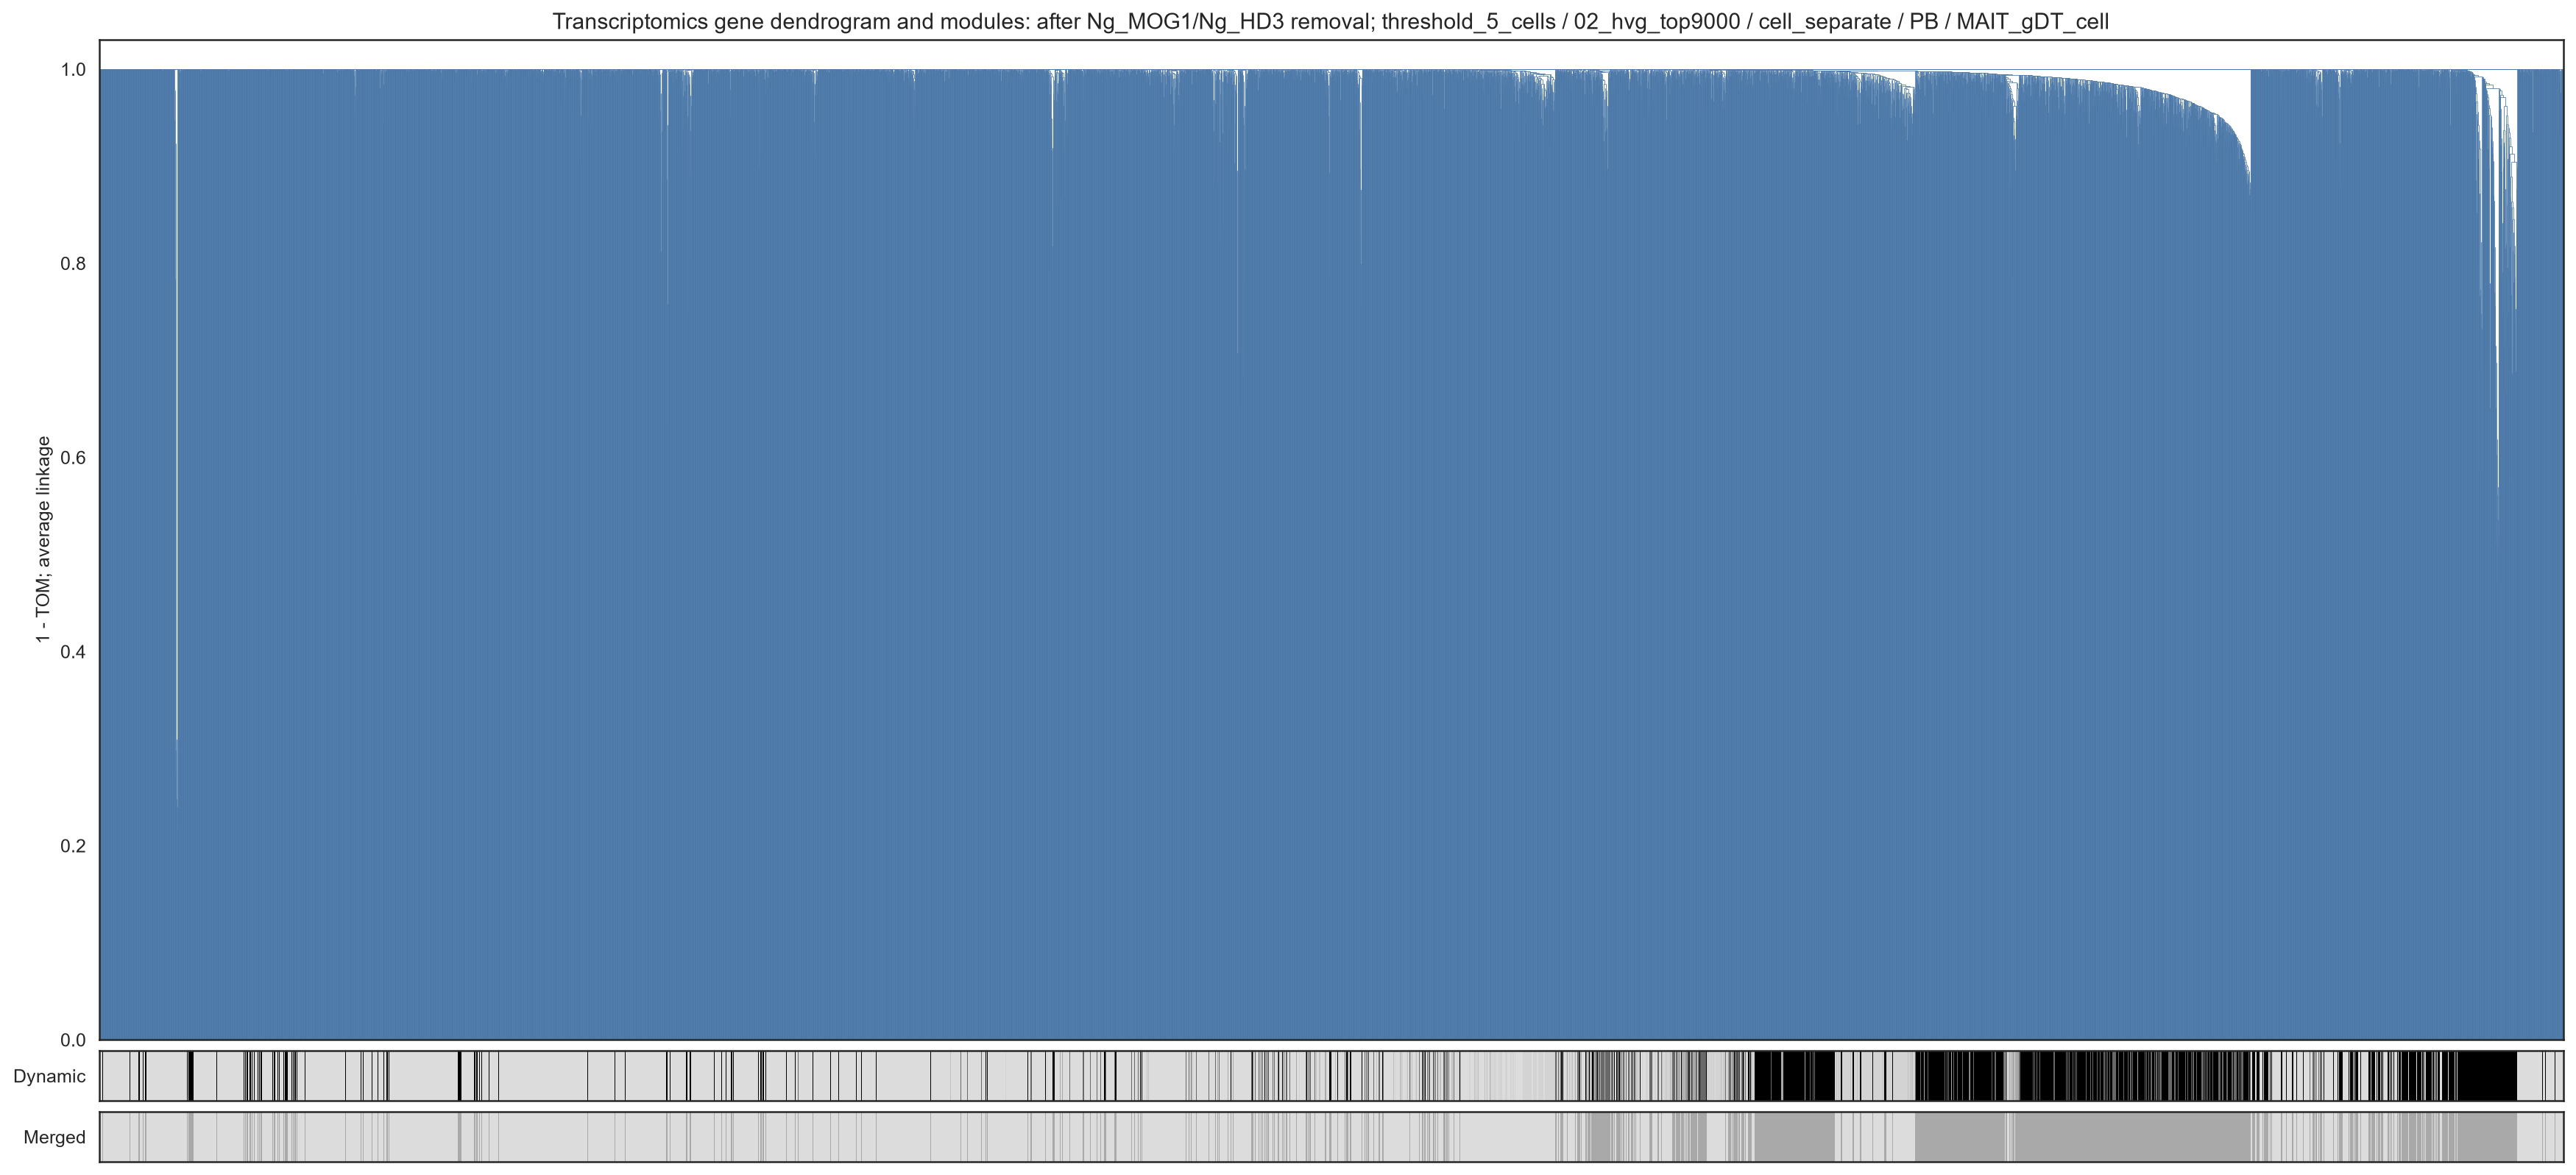 Transcriptomics gene dendrogram and modules: after Ng_MOG1/Ng_HD3 removal; threshold_5_cells / 02_hvg_top9000 / cell_separate / PB / MAIT_gDT_cell
1.0
0.8
0.6
0.4
0.2
0.0
1 - TOM; average linkage
Dynamic
Merged